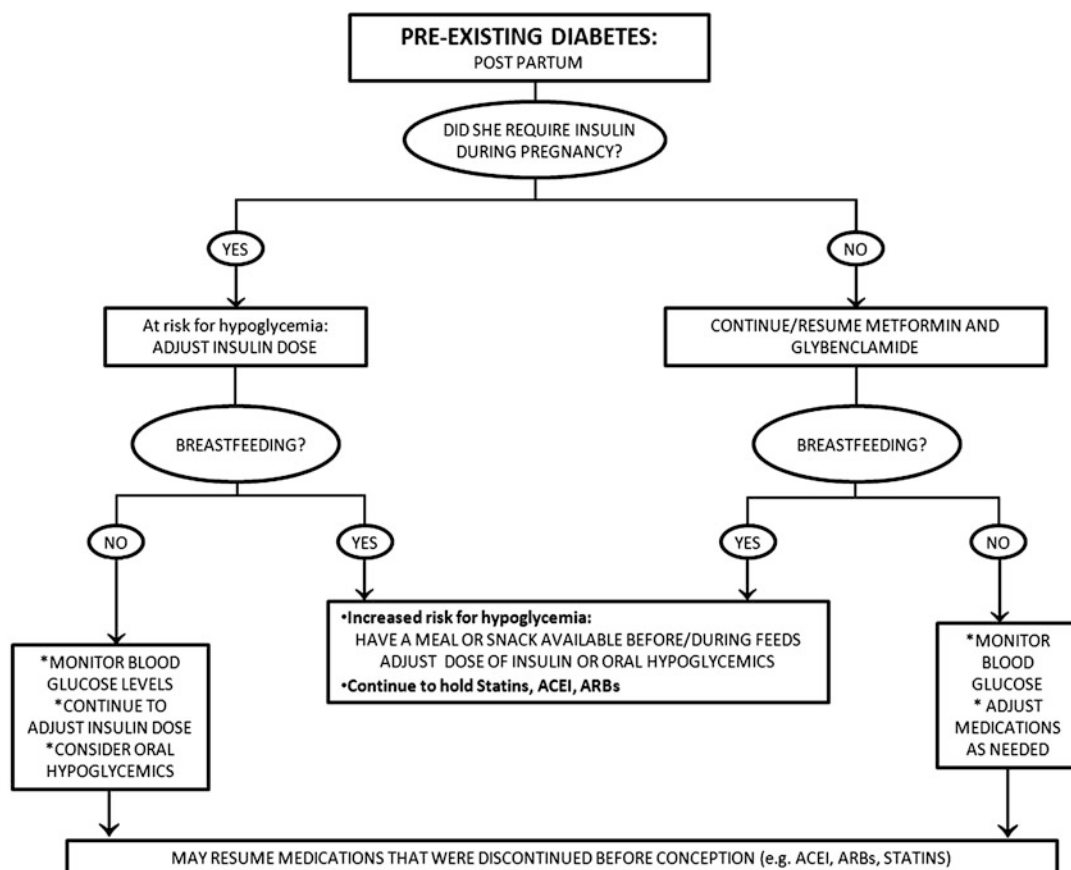 PRE-EXISTING DIABETES:
POST PARTUM
DID SHE REQUIRE INSULIN
DURING PREGNANCY?
YES
NO
At risk for hypoglycemia:
ADJUST INSULIN DOSE
CONTINUE/RESUME METFORMIN AND
GLYBENCLAMIDE
BREASTFEEDING?
BREASTFEEDING?
NO
YES
YES
NO
*MONITOR BLOOD
GLUCOSE LEVELS
*CONTINUE TO
ADJUST INSULIN DOSE
*CONSIDER ORAL
HYPOGLYCEMICS
•Increased risk for hypoglycemia:
HAVE A MEAL OR SNACK AVAILABLE BEFORE/DURING FEEDS
ADJUST DOSE OF INSULIN OR ORAL HYPOGLYCEMICS
•Continue to hold Statins, ACEI, ARBs
*MONITOR
BLOOD
GLUCOSE
* ADJUST
MEDICATIONS
AS NEEDED
MAY RESUME MEDICATIONS THAT WERE DISCONTINUED BEFORE CONCEPTION (e.g. ACEI, ARBs, STATINS)